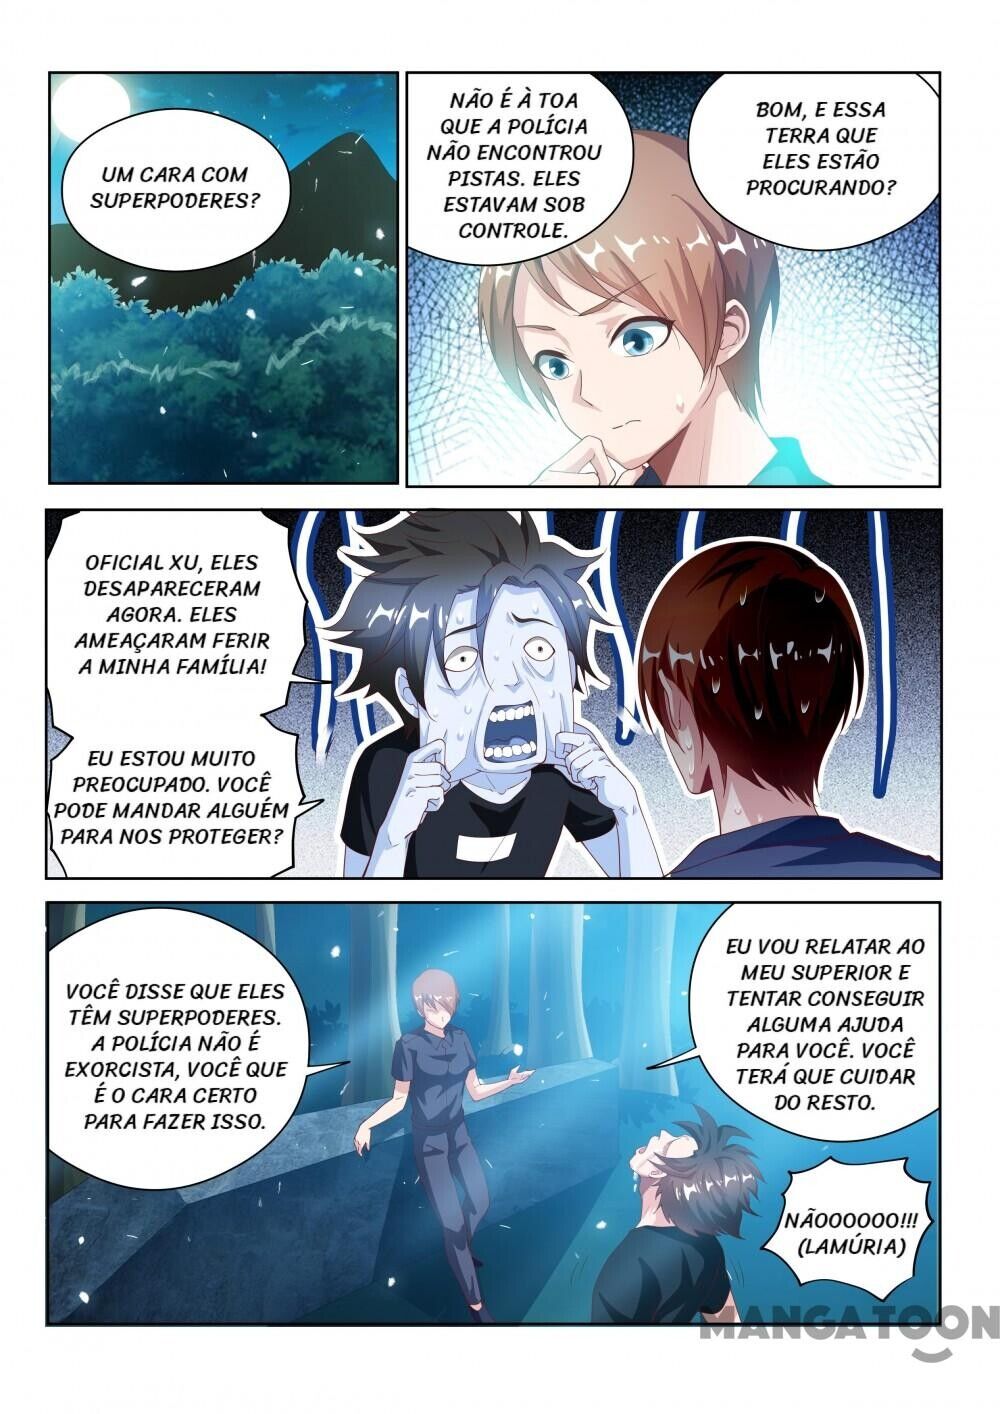 UM CARA COM
SUPERPODERES?
NÃO É À TOA
QUE A POLÍCIA
NÃO ENCONTROU
PISTAS. ELES
ESTAVAM SOB
CONTROLE.
BOM, E ESSA
TERRA QUE
ELES ESTÃO
PROCURANDO?
OFICIAL XU, ELES
DESAPARECERAM
AGORA. ELES
AMEAÇARAM FERIR
A MINHA FAMÍLIA!
EU ESTOU MUITO
PREOCUPADO. VOCÊ
PODE MANDAR ALGUÉM
PARA NOS PROTEGER?
VOCÊ DISSE QUE ELES
TÊM SUPERPODERES.
A POLÍCIA NÃO É
EXORCISTA, VOCÊ QUE
É O CARA CERTO
PARA FAZER ISSO.
EU VOU RELATAR AO
MEU SUPERIOR E
TENTAR CONSEGUIR
ALGUMA AJUDA
PARA VOCÊ. VOCÊ
TERÁ QUE CUIDAR
DO RESTO.
NÃOOOOOO!!!
(LAMÚRIA)
MANGATOON